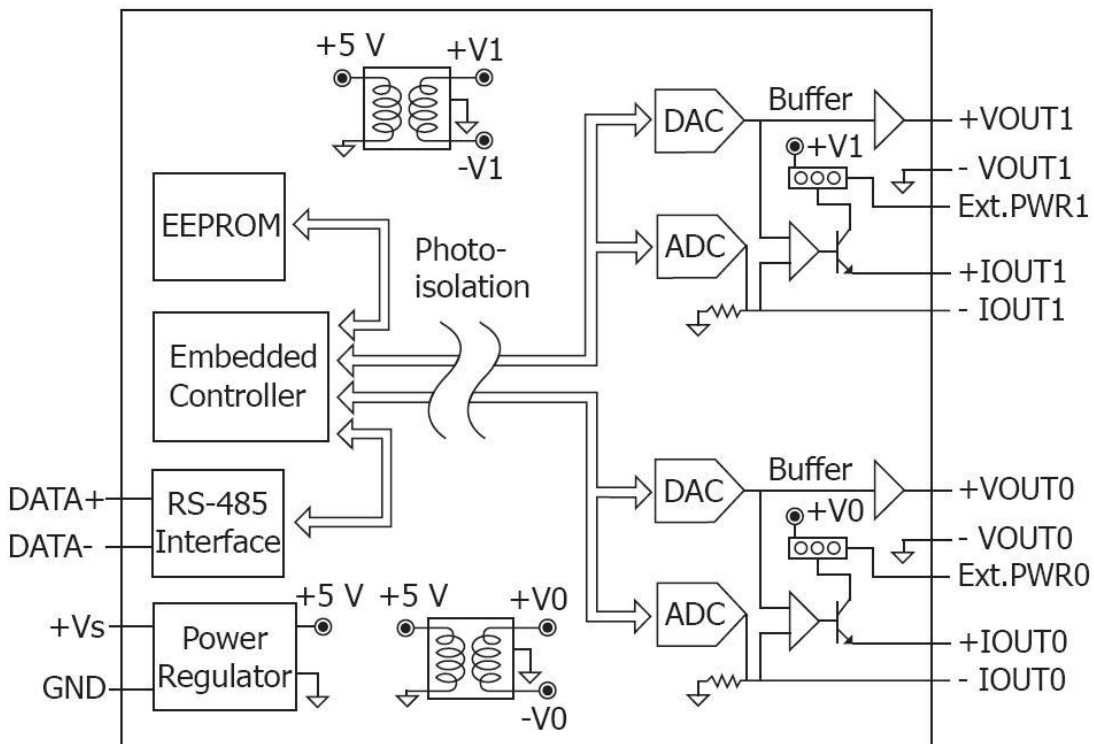 +5 V
+V1
-V1
DAC
Buffer
+VOUT1
+V1
- VOUT1
Ext.PWR1
EEPROM
ADC
+IOUT1
- IOUT1
Photo-
isolation
Embedded
Controller
DAC
Buffer
+VOUT0
+V0
- VOUT0
Ext.PWR0
DATA+
DATA-
RS-485
Interface
+Vs
GND
Power
Regulator
+5 V
+5 V
+V0
-V0
ADC
+IOUT0
- IOUT0